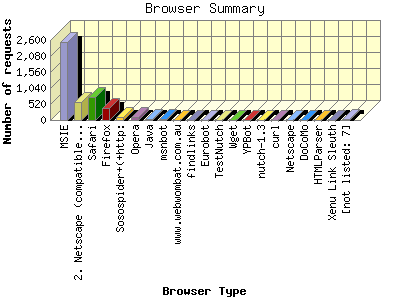 Browser Summary
Number of requests
2,600
2,080
1,560
1,040
520
0
MSIE
2. Netscape (compatible...
Safari
Firefox
Sosospider+(+http:
Opera
Java
msnbot
www.webwombat.com.au
findlinks
Eurobot
TestNutch
Wget
YPBot
nutch-1.3
curl
Netscape
DoCoMo
HTMLParser
Xenu Link Sleuth
[not listed: 7]
Browser Type